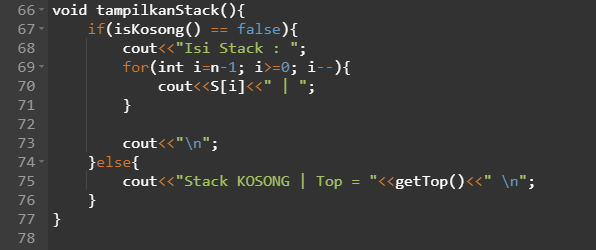 66 void tampilkanStack(){
67     if(isKosong() == false){
68         cout<<"Isi Stack : ";
69         for(int i=n-1; i>=0; i--){
70             cout<<S[i]<<" | ";
71         }
72
73         cout<<"\n";
74     }else{
75         cout<<"Stack KOSONG | Top = "<<getTop()<<" \n";
76     }
77 }
78